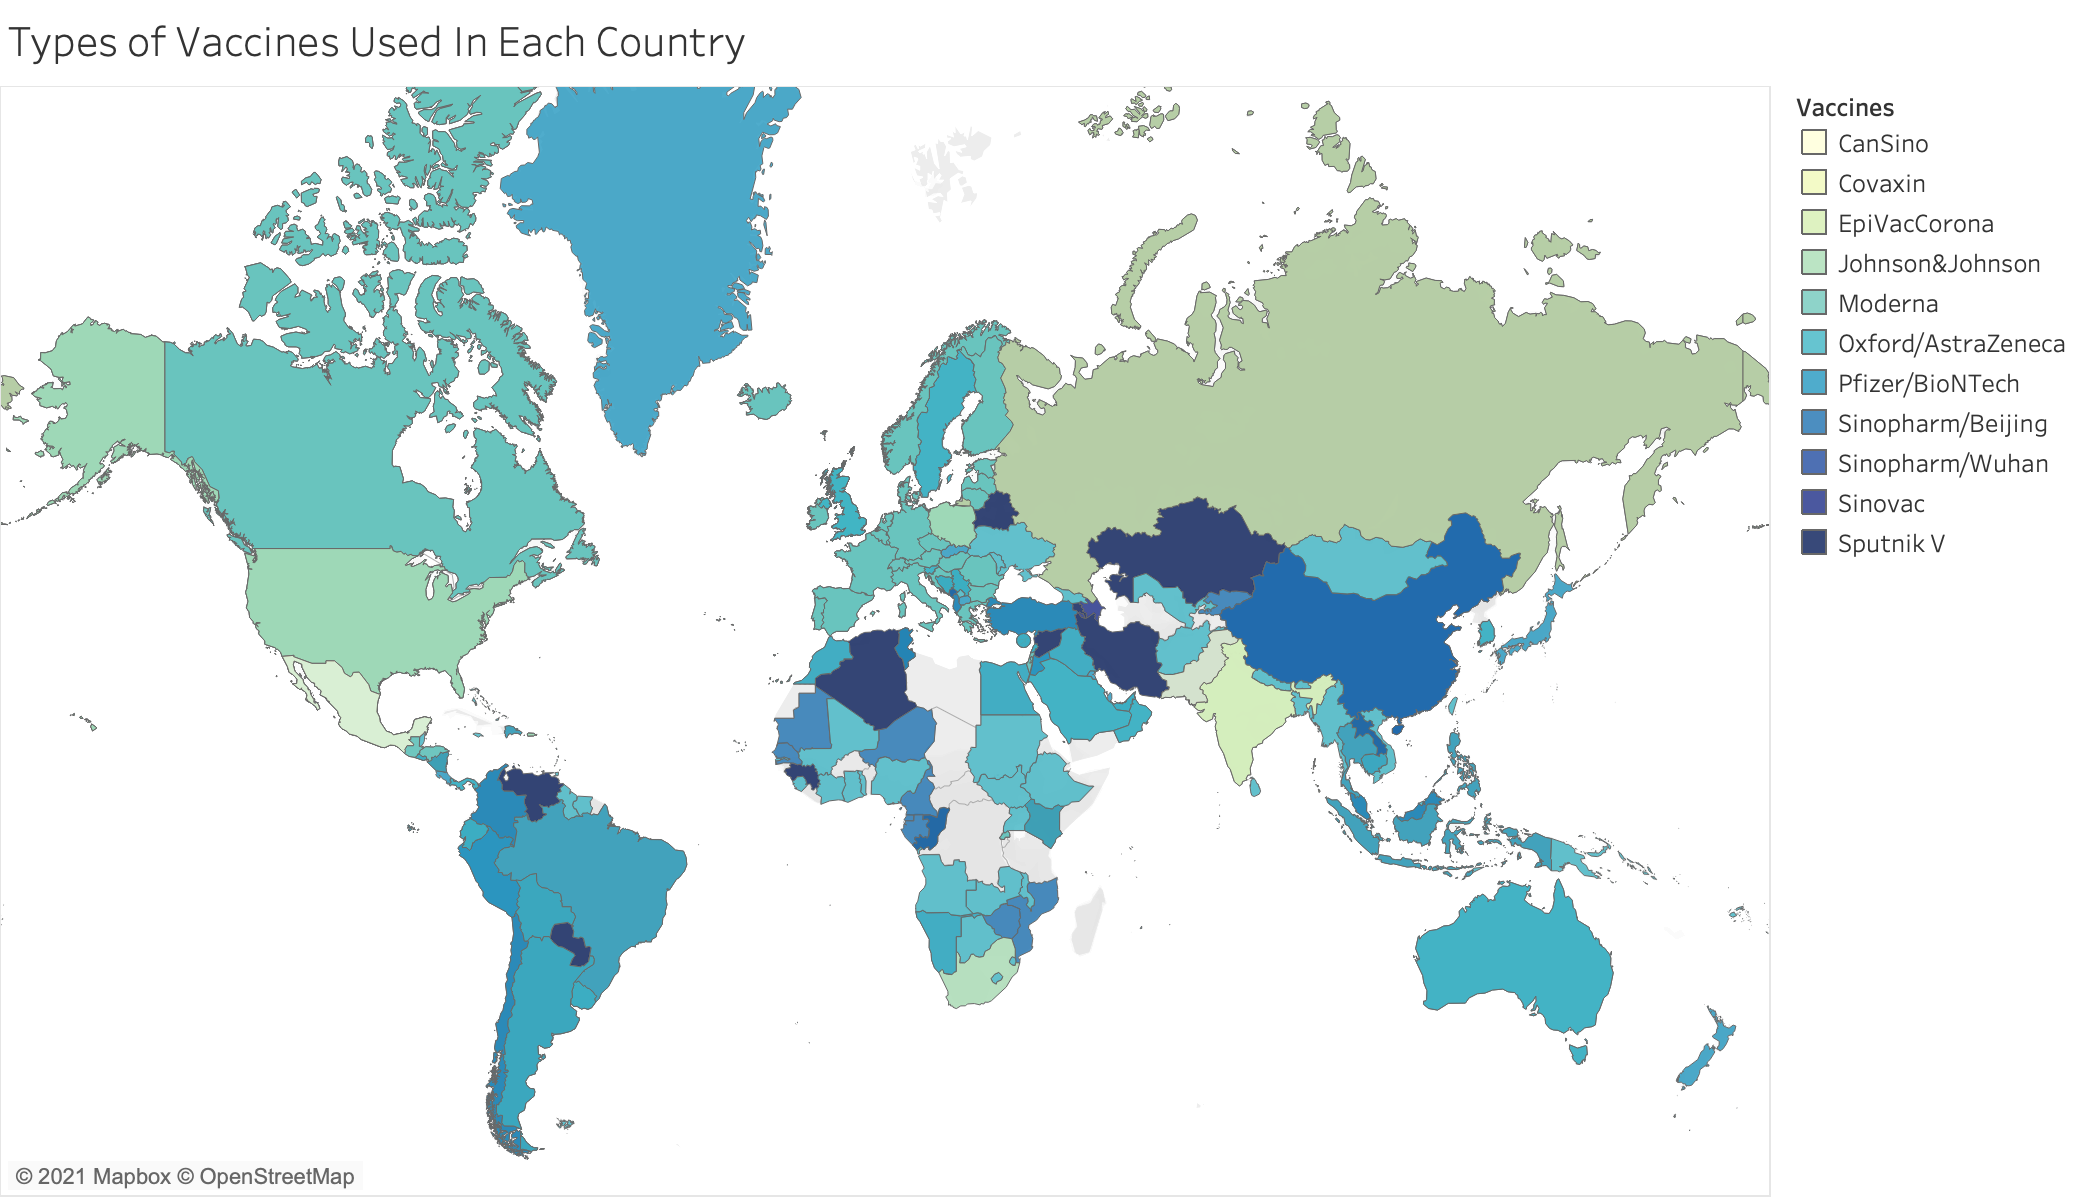 Types of Vaccines Used In Each Country
Vaccines
CanSino
Covaxin
EpiVacCorona
Johnson&Johnson
Moderna
Oxford/AstraZeneca
Pfizer/BioNTech
Sinopharm/Beijing
Sinopharm/Wuhan
Sinovac
Sputnik V
© 2021 Mapbox © OpenStreetMap